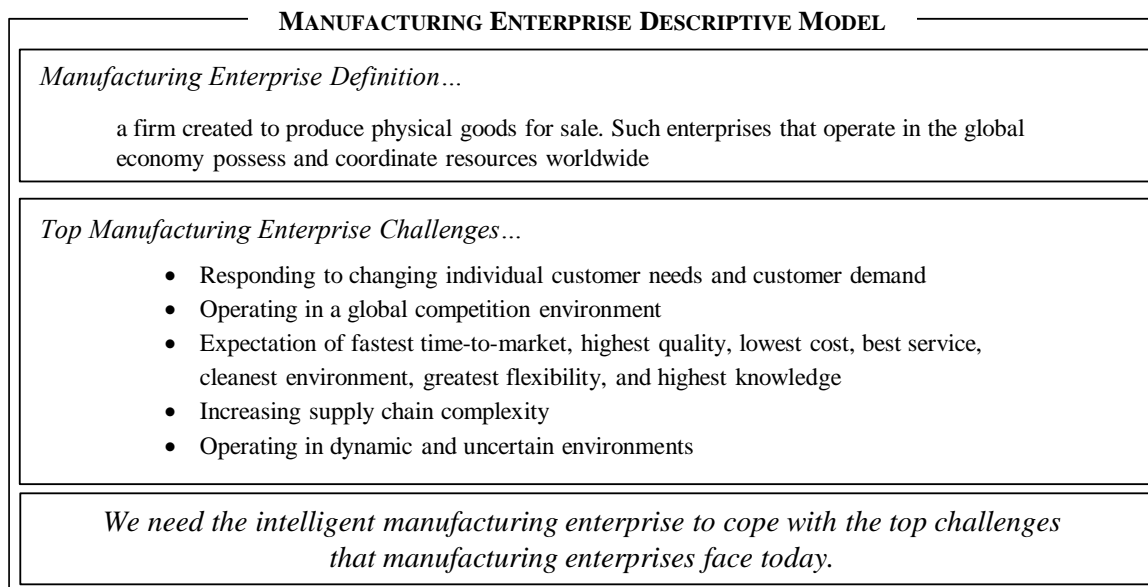 MANUFACTURING ENTERPRISE DESCRIPTIVE MODEL
Manufacturing Enterprise Definition…
a firm created to produce physical goods for sale. Such enterprises that operate in the global
economy possess and coordinate resources worldwide
Top Manufacturing Enterprise Challenges…
• Responding to changing individual customer needs and customer demand
• Operating in a global competition environment
• Expectation of fastest time-to-market, highest quality, lowest cost, best service,
cleanest environment, greatest flexibility, and highest knowledge
• Increasing supply chain complexity
• Operating in dynamic and uncertain environments
We need the intelligent manufacturing enterprise to cope with the top challenges
that manufacturing enterprises face today.